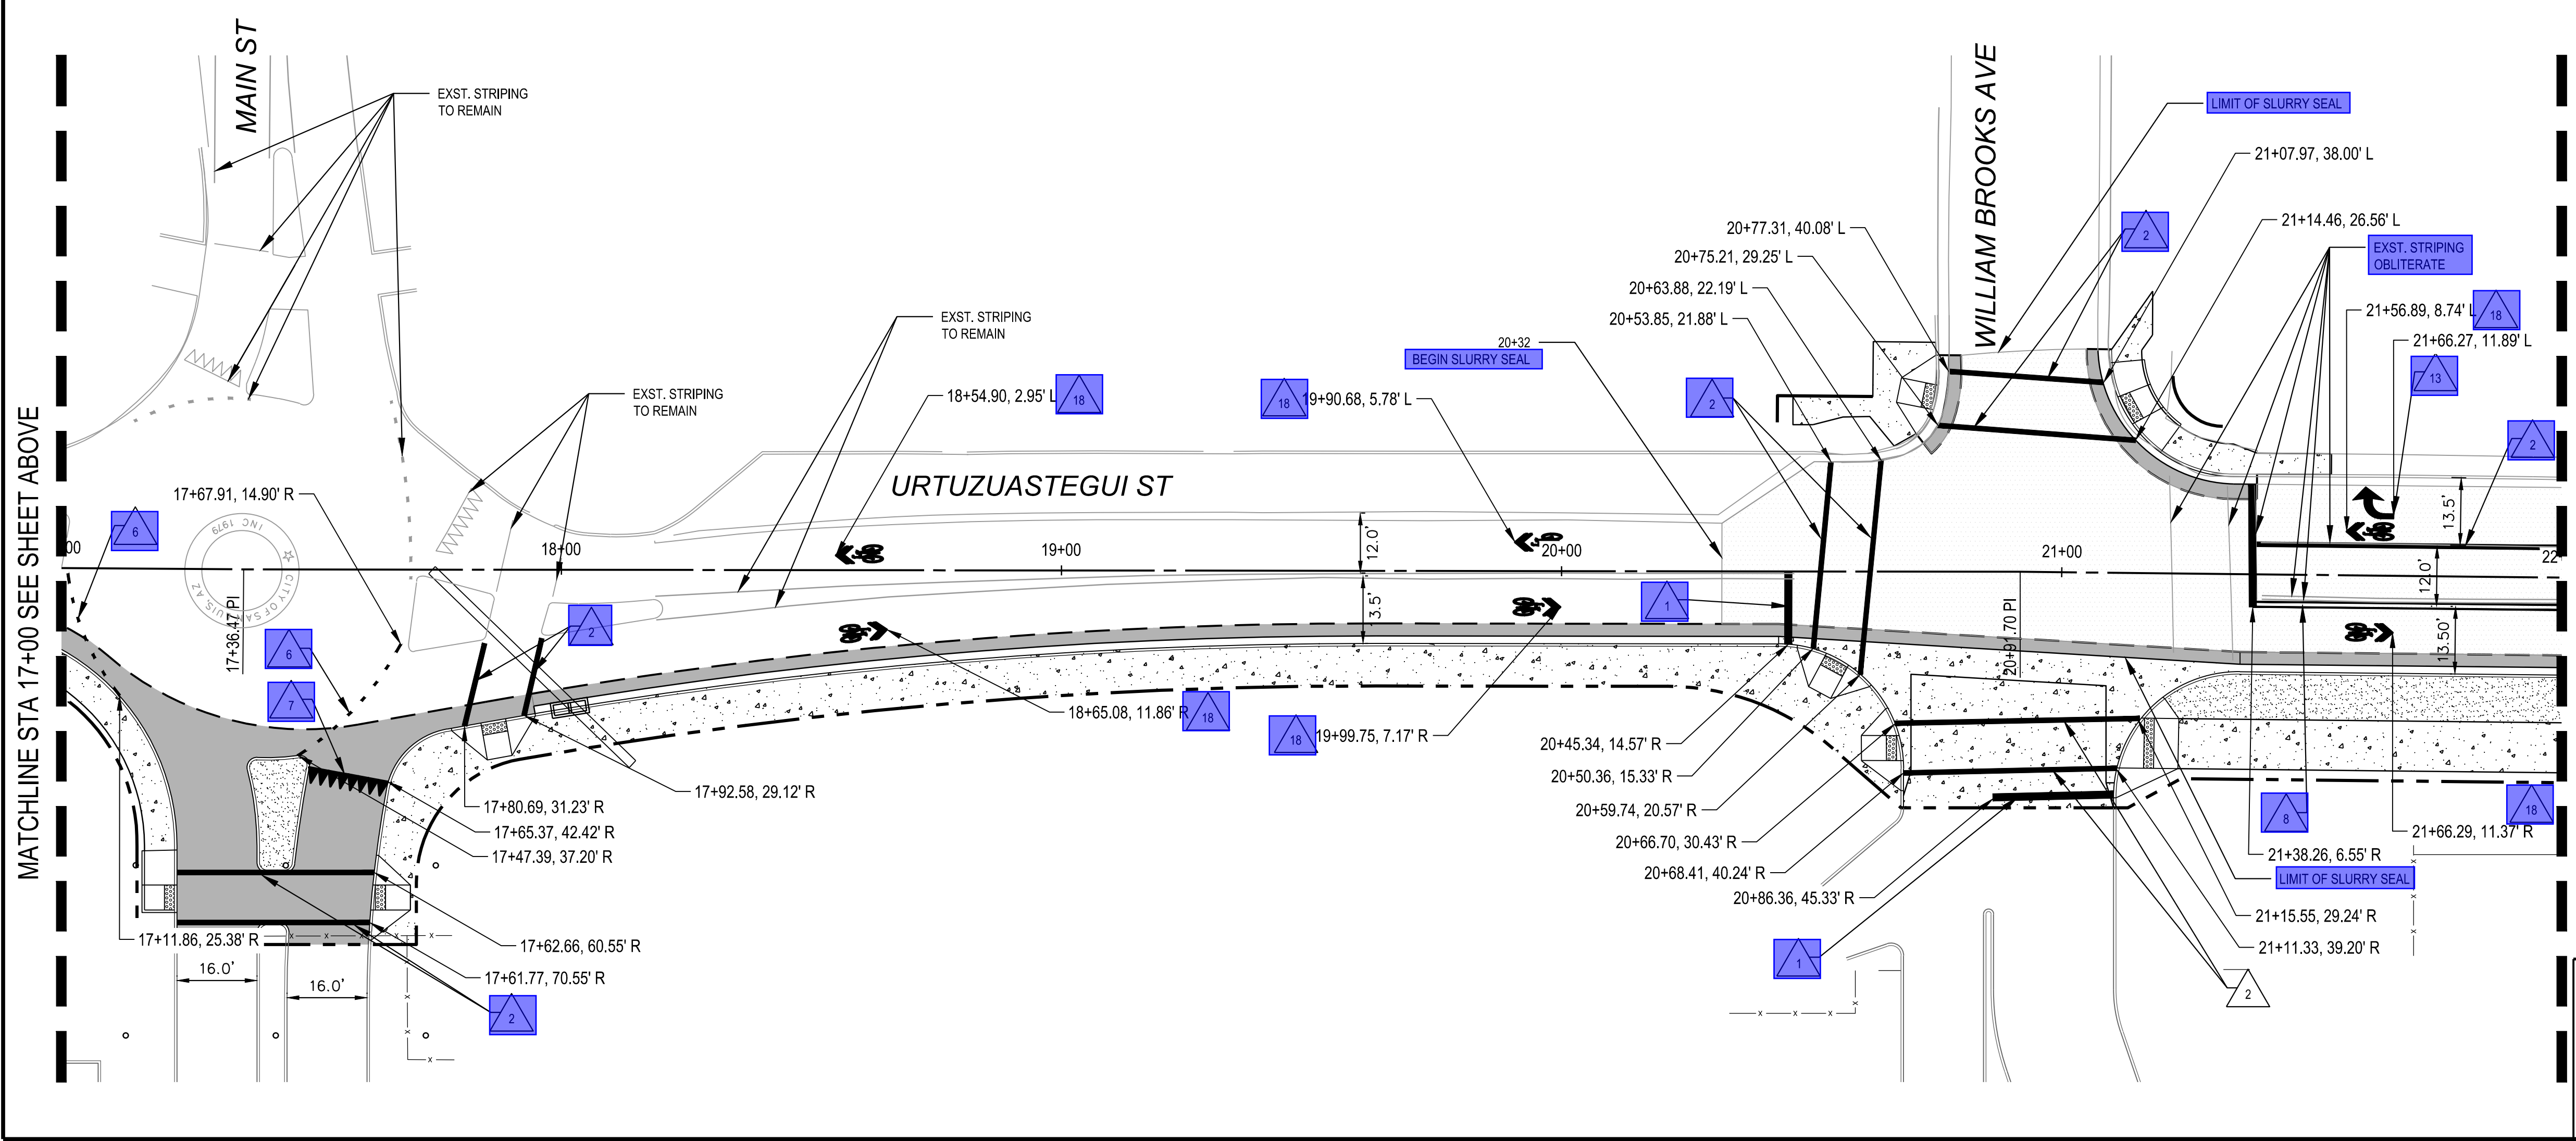 MAIN ST
EXST. STRIPING
TO REMAIN
WILLIAM BROOKS AVE
LIMIT OF SLURRY SEAL
21+07.97, 38.00' L
21+14.46, 26.56' L
2
EXST. STRIPING
OBLITERATE
20+77.31, 40.08' L
20+75.21, 29.25' L
20+63.88, 22.19' L
20+53.85, 21.88' L
21+56.89, 8.74' L
18
21+66.27, 11.89' L
13
2
EXST. STRIPING
TO REMAIN
20+32
BEGIN SLURRY SEAL
EXST. STRIPING
TO REMAIN
18+54.90, 2.95' L
18
18
19+90.68, 5.78' L
2
MATCHLINE STA 17+00 SEE SHEET ABOVE
URTUZUASTEGUI ST
17+67.91, 14.90' R
6
00
CITY OF SAN LUIS, AZ
INC 1979
17+36.47 PI
18+00
19+00
20+00
21+00
22
12.0'
3.5'
13.5'
12.0'
13.50'
20+91.70 PI
1
2
6
7
18+65.08, 11.86' R
18
18
19+99.75, 7.17' R
17+92.58, 29.12' R
17+80.69, 31.23' R
17+65.37, 42.42' R
17+47.39, 37.20' R
20+45.34, 14.57' R
20+50.36, 15.33' R
20+59.74, 20.57' R
20+66.70, 30.43' R
20+68.41, 40.24' R
20+86.36, 45.33' R
8
18
21+66.29, 11.37' R
21+38.26, 6.55' R
LIMIT OF SLURRY SEAL
21+15.55, 29.24' R
21+11.33, 39.20' R
17+11.86, 25.38' R
17+62.66, 60.55' R
17+61.77, 70.55' R
16.0'
16.0'
2
1
2